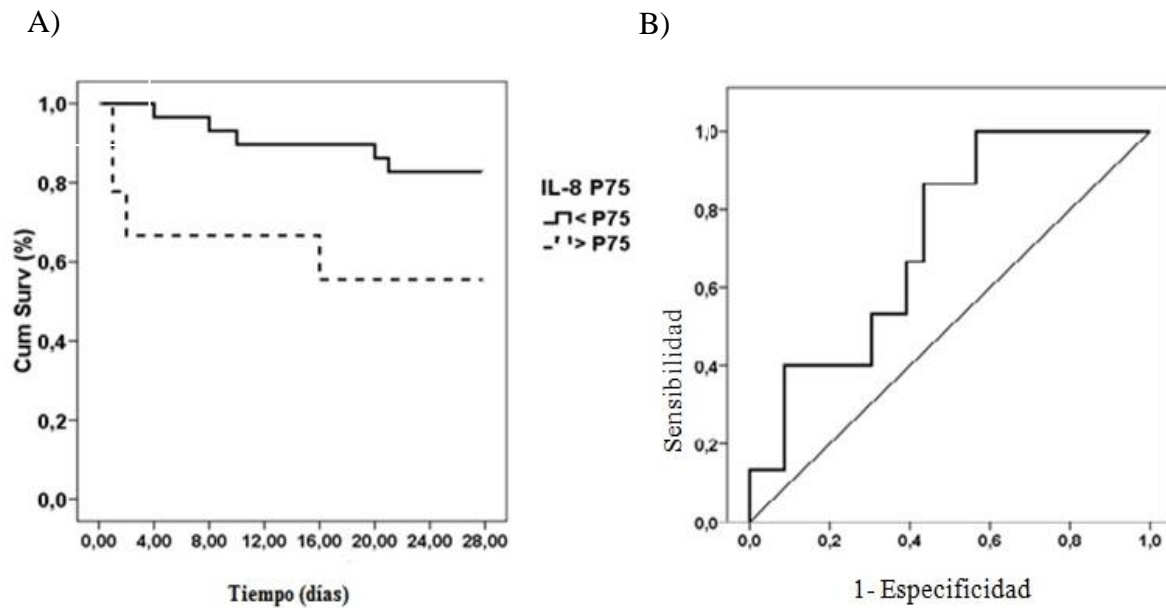 A)
B)
Cum Surv (%)
1,0
0,8
0,6
0,4
0,2
0,0
0,00 4,00 8,00 12,00 16,00 20,00 24,00 28,00
Tiempo (días)
IL-8 P75
< P75
> P75
Sensibilidad
1,0
0,8
0,6
0,4
0,2
0,0
0,0 0,2 0,4 0,6 0,8 1,0
1- Especificidad